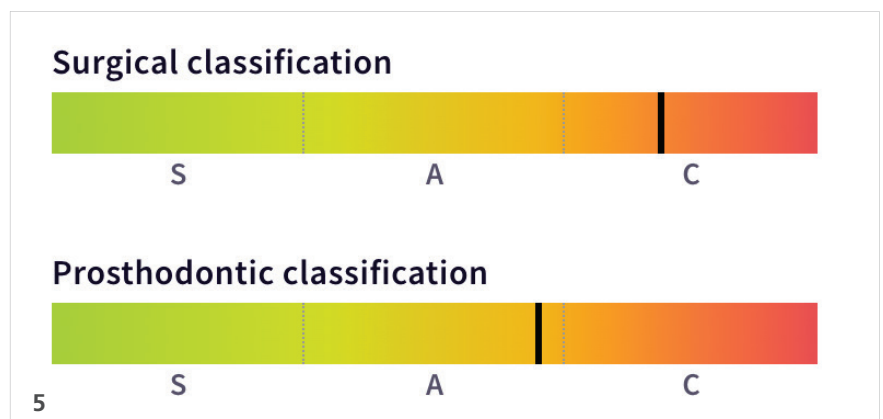 Surgical classification
S A C
Prosthodontic classification
S A C
5